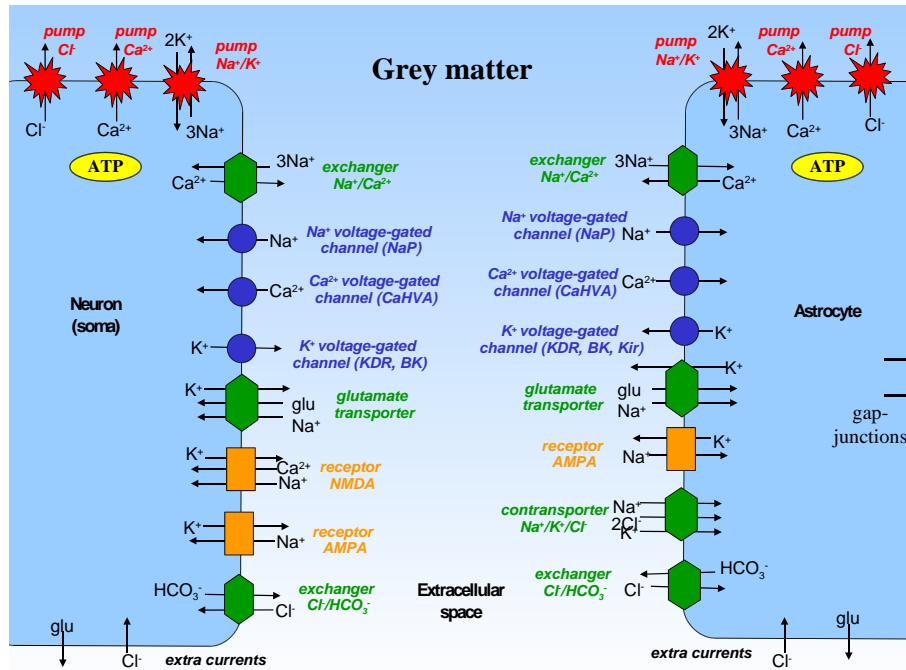 Grey matter
pump
Cl-
pump
Ca²⁺
2K⁺
pump
Na⁺/K⁺
Cl-
Ca²⁺
3Na⁺
ATP
3Na⁺
Ca²⁺
exchanger
Na⁺/Ca²⁺
Na⁺
Na⁺ voltage-gated
channel (NaP)
Ca²⁺
Ca²⁺ voltage-gated
channel (CaHVA)
Neuron
(soma)
K⁺
K⁺ voltage-gated
channel (KDR, BK)
K⁺
glu
Na⁺
glutamate
transporter
K⁺
Ca²⁺
Na⁺
receptor
NMDA
K⁺
Na⁺
receptor
AMPA
HCO₃⁻
Cl-
exchanger
Cl-/HCO₃⁻
glu
Cl-
extra currents
Extracellular
space
pump
Na⁺/K⁺
2K⁺
pump
Ca²⁺
pump
Cl-
3Na⁺
Ca²⁺
Cl-
ATP
exchanger
Na⁺/Ca²⁺
3Na⁺
Ca²⁺
Na⁺ voltage-gated
channel (NaP)
Na⁺
Ca²⁺ voltage-gated
channel (CaHVA)
Ca²⁺
Astrocyte
K⁺ voltage-gated
channel (KDR, BK, Kir)
K⁺
K⁺
glutamate
transporter
glu
Na⁺
gap-
junctions
receptor
AMPA
K⁺
Na⁺
contransporter
Na⁺/K⁺/Cl-
Na⁺
2Cl-
K⁺
exchanger
Cl-/HCO₃⁻
HCO₃⁻
Cl-
extra currents
Cl-
glu